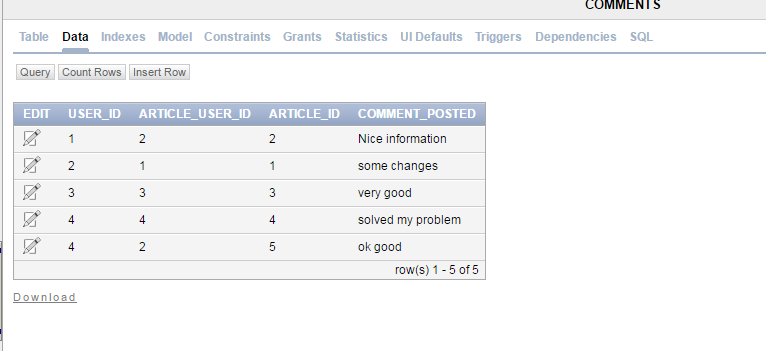 COMMENTS
Table Data Indexes Model Constraints Grants Statistics UI Defaults Triggers Dependencies SQL
Query Count Rows Insert Row
EDIT USER_ID ARTICLE_USER_ID ARTICLE_ID COMMENT_POSTED
1 2 2 Nice information
2 1 1 some changes
3 3 3 very good
4 4 4 solved my problem
4 2 5 ok good
row(s) 1 - 5 of 5
Download